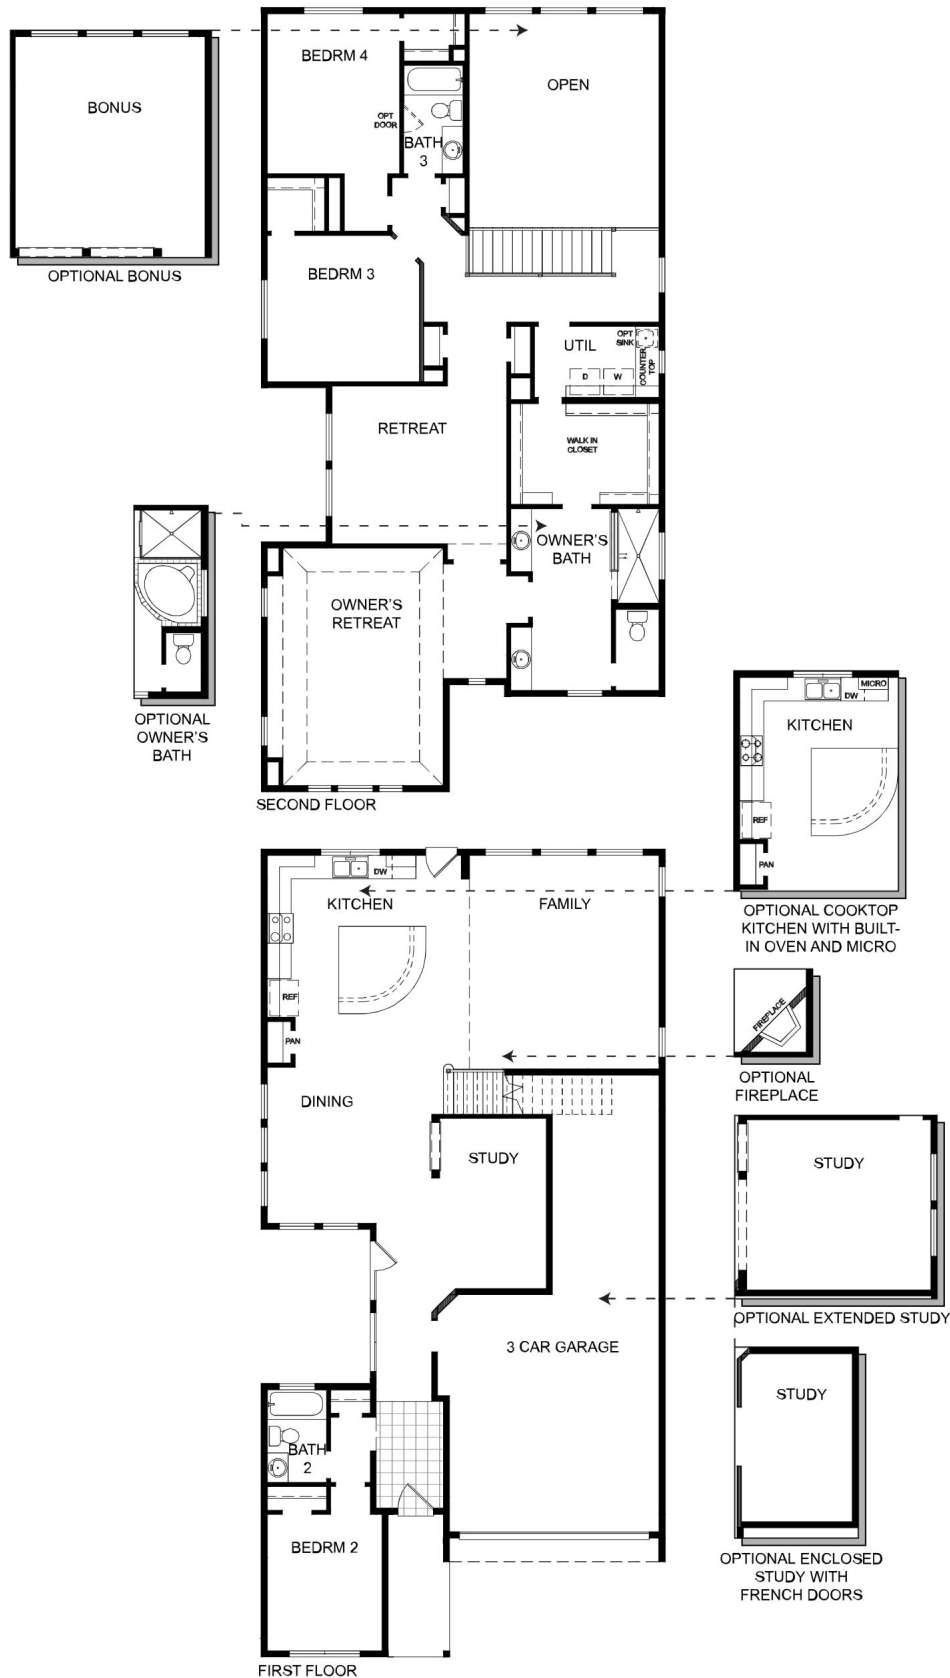 BONUS
OPTIONAL BONUS
BEDRM 4
OPEN
OPT
DOOR
BATH
3
BEDRM 3
UTIL
OPT
SINK
COUNTER
TOP
D
W
RETREAT
WALK IN
CLOSET
OWNER'S
BATH
OWNER'S
RETREAT
OPTIONAL
OWNER'S
BATH
SECOND FLOOR
MICRO
DW
KITCHEN
REF
PAN
OPTIONAL COOKTOP
KITCHEN WITH BUILT-
IN OVEN AND MICRO
DW
KITCHEN
FAMILY
REF
PAN
FIREPLACE
OPTIONAL
FIREPLACE
DINING
STUDY
STUDY
OPTIONAL EXTENDED STUDY
3 CAR GARAGE
STUDY
OPTIONAL ENCLOSED
STUDY WITH
FRENCH DOORS
BATH
2
BEDRM 2
FIRST FLOOR